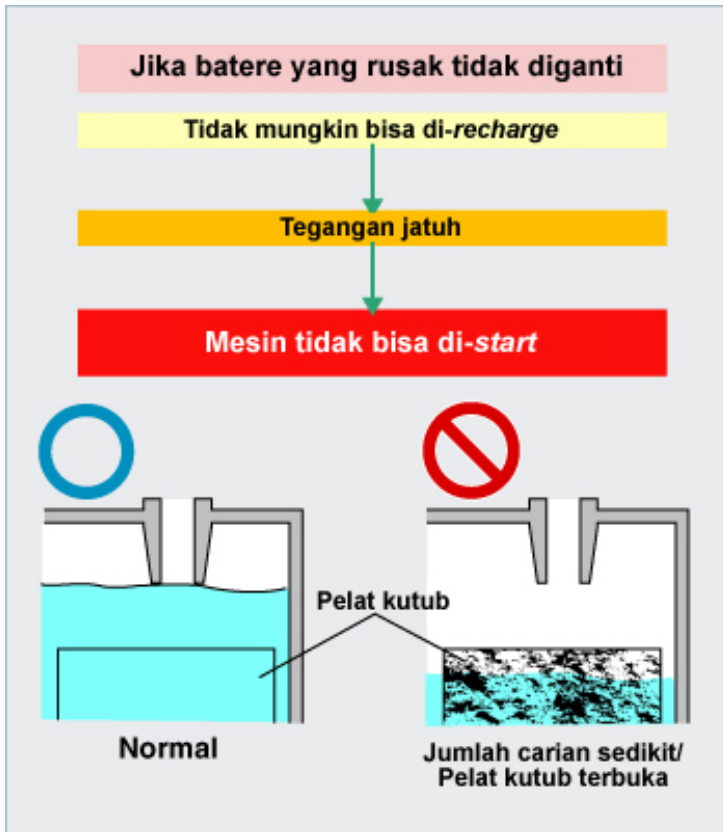 Jika batere yang rusak tidak diganti
Tidak mungkin bisa di-recharge
Tegangan jatuh
Mesin tidak bisa di-start
Pelat kutub
Normal
Jumlah carian sedikit/
Pelat kutub terbuka